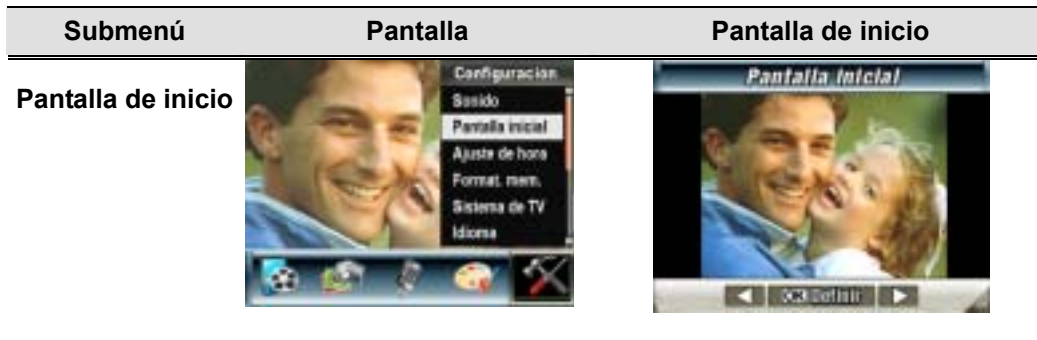 Submenú Pantalla Pantalla de inicio
Pantalla de inicio
Configuracion
Sonido
Pantalla inicial
Ajuste de hora
Format. mem.
Sistema de TV
Idioma
Pantalla Inicial
OK Definir